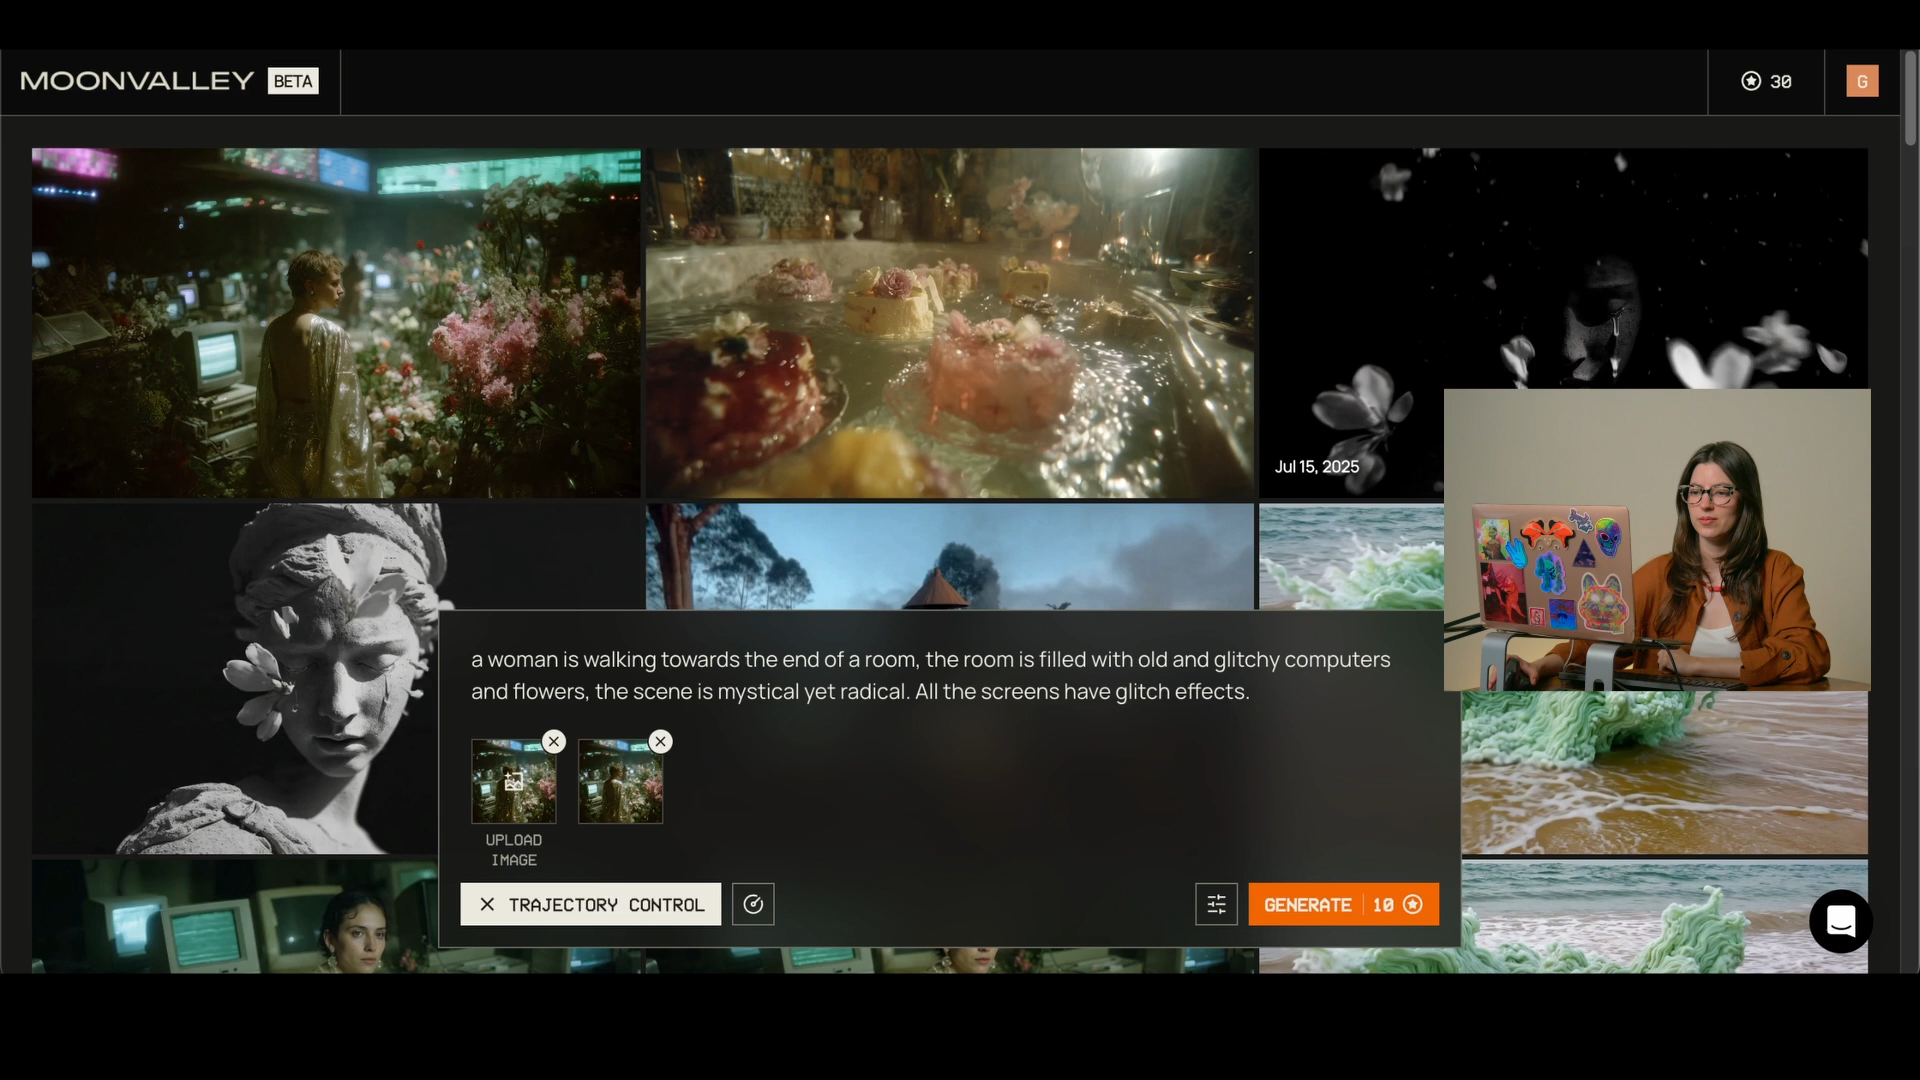 MOONVALLEY BETA
30
G
Jul 15, 2025
a woman is walking towards the end of a room, the room is filled with old and glitchy computers
and flowers, the scene is mystical yet radical. All the screens have glitch effects.
UPLOAD
IMAGE
TRAJECTORY CONTROL
GENERATE 10